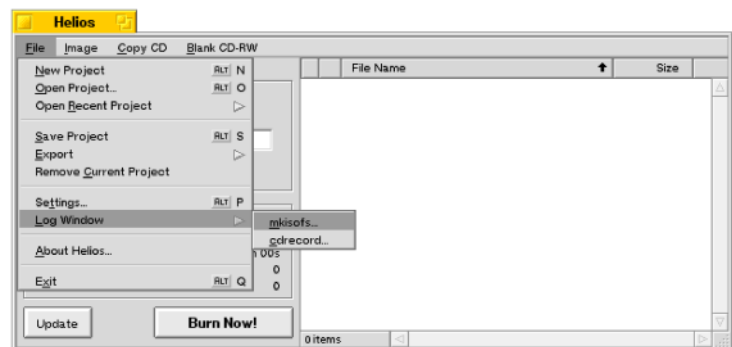 Helios
File Image Copy CD Blank CD-RW
New Project ALT N
Open Project... ALT O
Open Recent Project
Save Project ALT S
Export
Remove Current Project
Settings... ALT P
Log Window
mkisofs...
cdrecord...
About Helios...
Exit ALT Q
00s
0
0
Update
Burn Now!
File Name Size
0 items